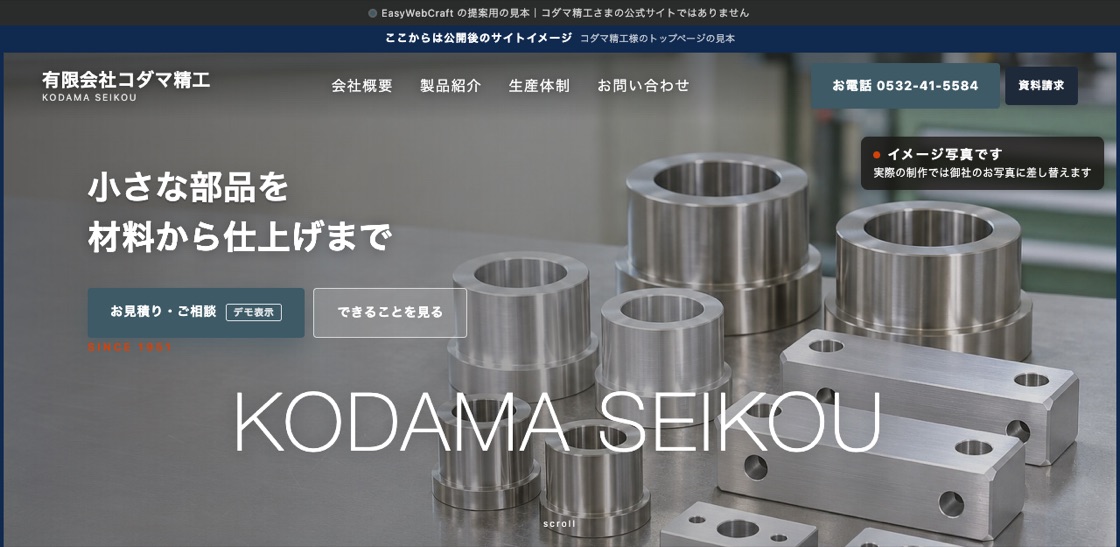 EasyWebCraft の提案用の見本｜コダマ精工さまの公式サイトではありません
ここからは公開後のサイトイメージ コダマ精工様のトップページの見本
有限会社コダマ精工
KODAMA SEIKOU
会社概要 製品紹介 生産体制 お問い合わせ
お電話 0532-41-5584
資料請求
イメージ写真です
実際の制作では御社のお写真に差し替えます
小さな部品を
材料から仕上げまで
お見積り・ご相談 デモ表示
できることを見る
SINCE
KODAMA SEIKOU
scroll